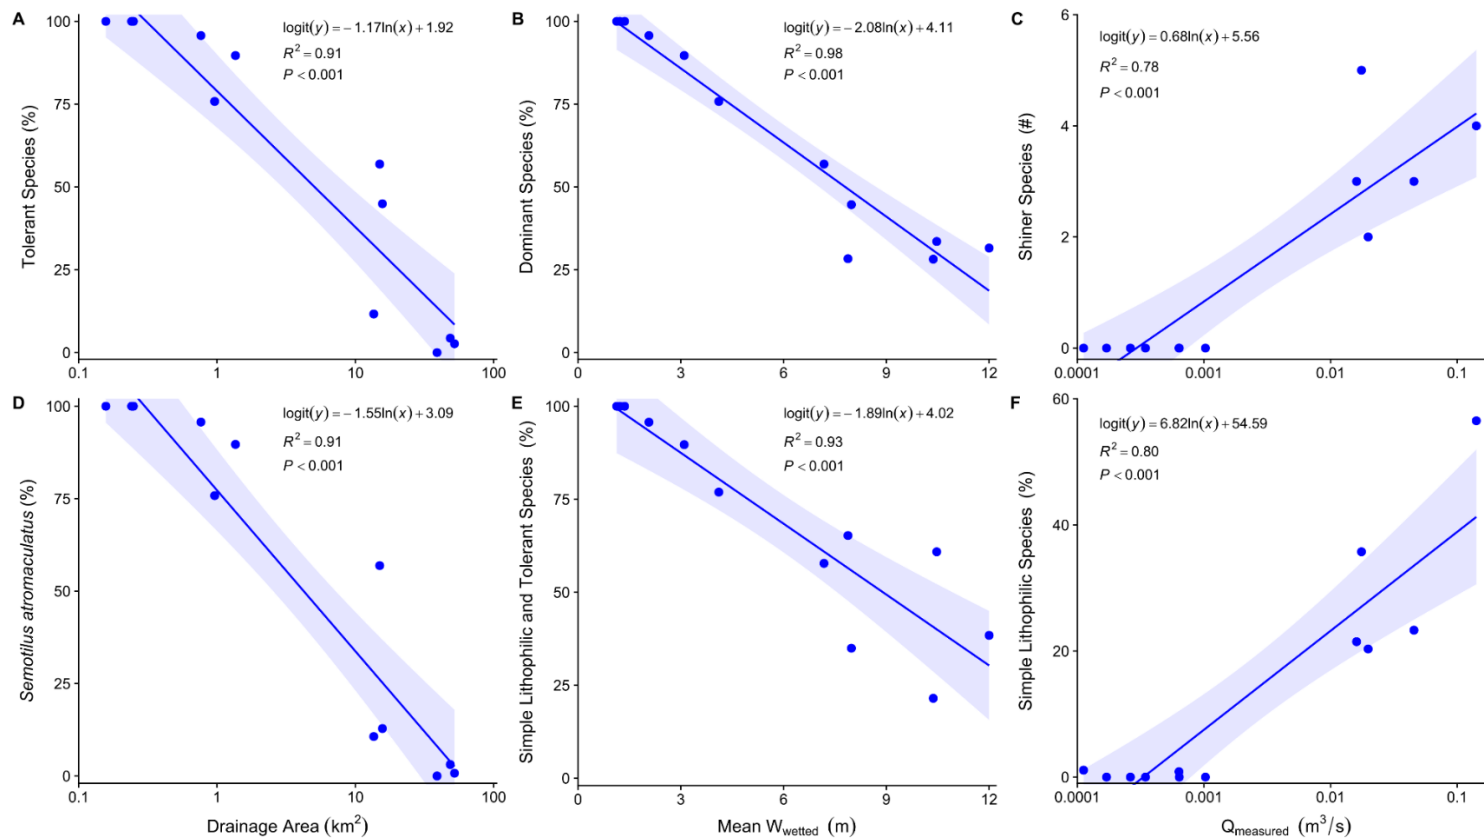 A
logit(y) = −1.17ln(x) + 1.92
R² = 0.91
P < 0.001
Tolerant Species (%)
100
75
50
25
0
0.1
1
10
100
B
logit(y) = −2.08ln(x) + 4.11
R² = 0.98
P < 0.001
Dominant Species (%)
100
75
50
25
0
0
3
6
9
12
C
logit(y) = 0.68ln(x) + 5.56
R² = 0.78
P < 0.001
Shiner Species (#)
6
4
2
0
0.0001
0.001
0.01
0.1
D
logit(y) = −1.55ln(x) + 3.09
R² = 0.91
P < 0.001
Semotilus atromaculatus (%)
100
75
50
25
0
0.1
1
10
100
Drainage Area (km²)
E
logit(y) = −1.89ln(x) + 4.02
R² = 0.93
P < 0.001
Simple Lithophilic and Tolerant Species (%)
100
75
50
25
0
0
3
6
9
12
Mean Wwetted (m)
F
logit(y) = 6.82ln(x) + 54.59
R² = 0.80
P < 0.001
Simple Lithophilic Species (%)
60
40
20
0
0.0001
0.001
0.01
0.1
Qmeasured (m³/s)